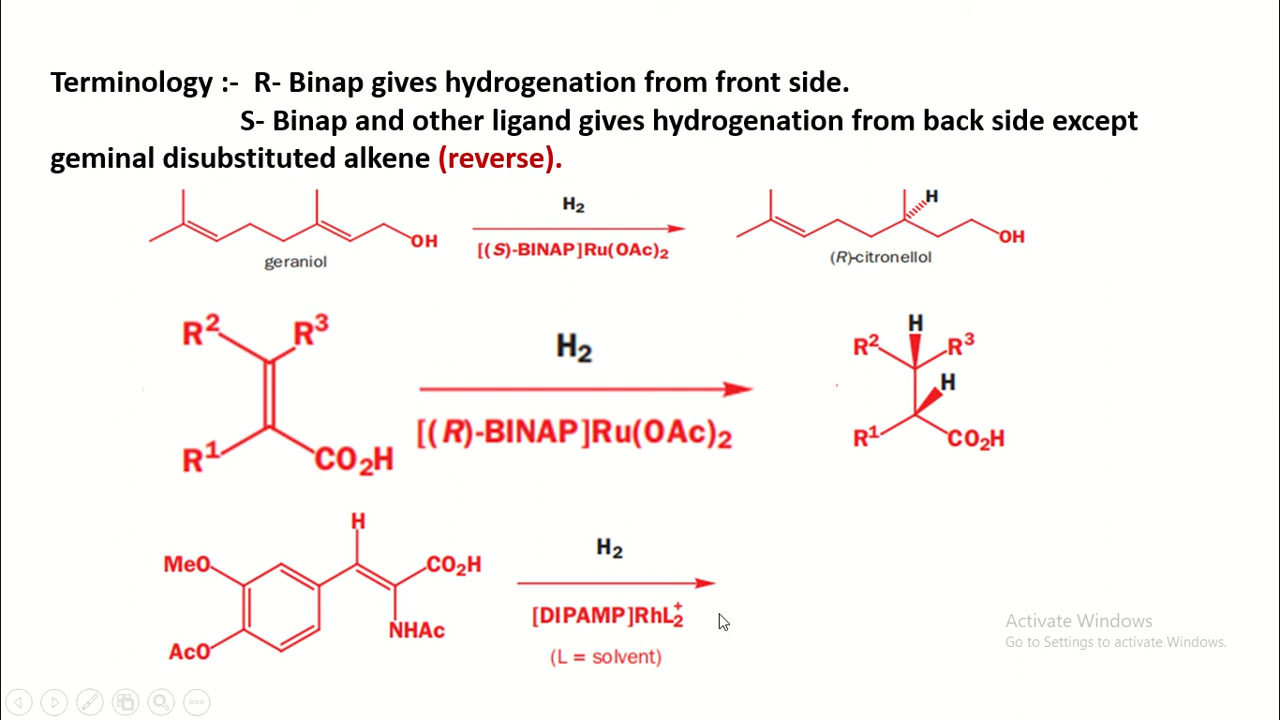 Terminology :- R- Binap gives hydrogenation from front side.
S- Binap and other ligand gives hydrogenation from back side except
geminal disubstituted alkene (reverse).
OH
geraniol
H₂
[(S)-BINAP]Ru(OAc)₂
H
OH
(R)-citronellol
R² R³
R¹ CO₂H
H₂
[(R)-BINAP]Ru(OAc)₂
H
R² R³
H
R¹ CO₂H
H
MeO CO₂H
NHAc
AcO
H₂
[DIPAMP]RhL₂⁺
(L = solvent)
Activate Windows
Go to Settings to activate Windows.